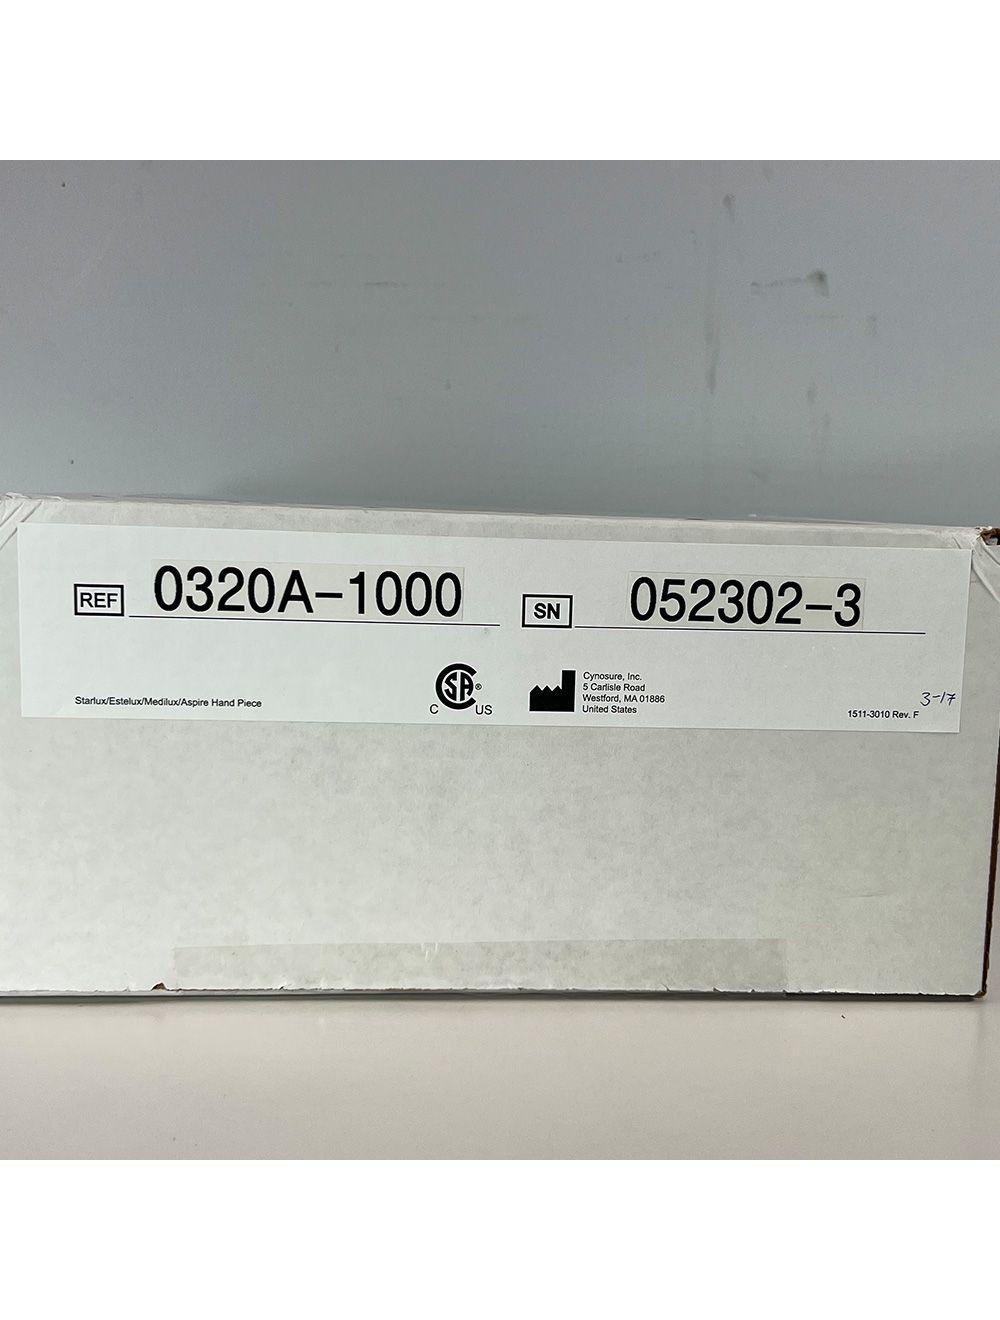 REF 0320A-1000 SN 052302-3
Starlux/Estelux/Medilux/Aspire Hand Piece
C SA® US
Cynosure, Inc.
5 Carlisle Road
Westford, MA 01886
United States
3-17
1511-3010 Rev. F